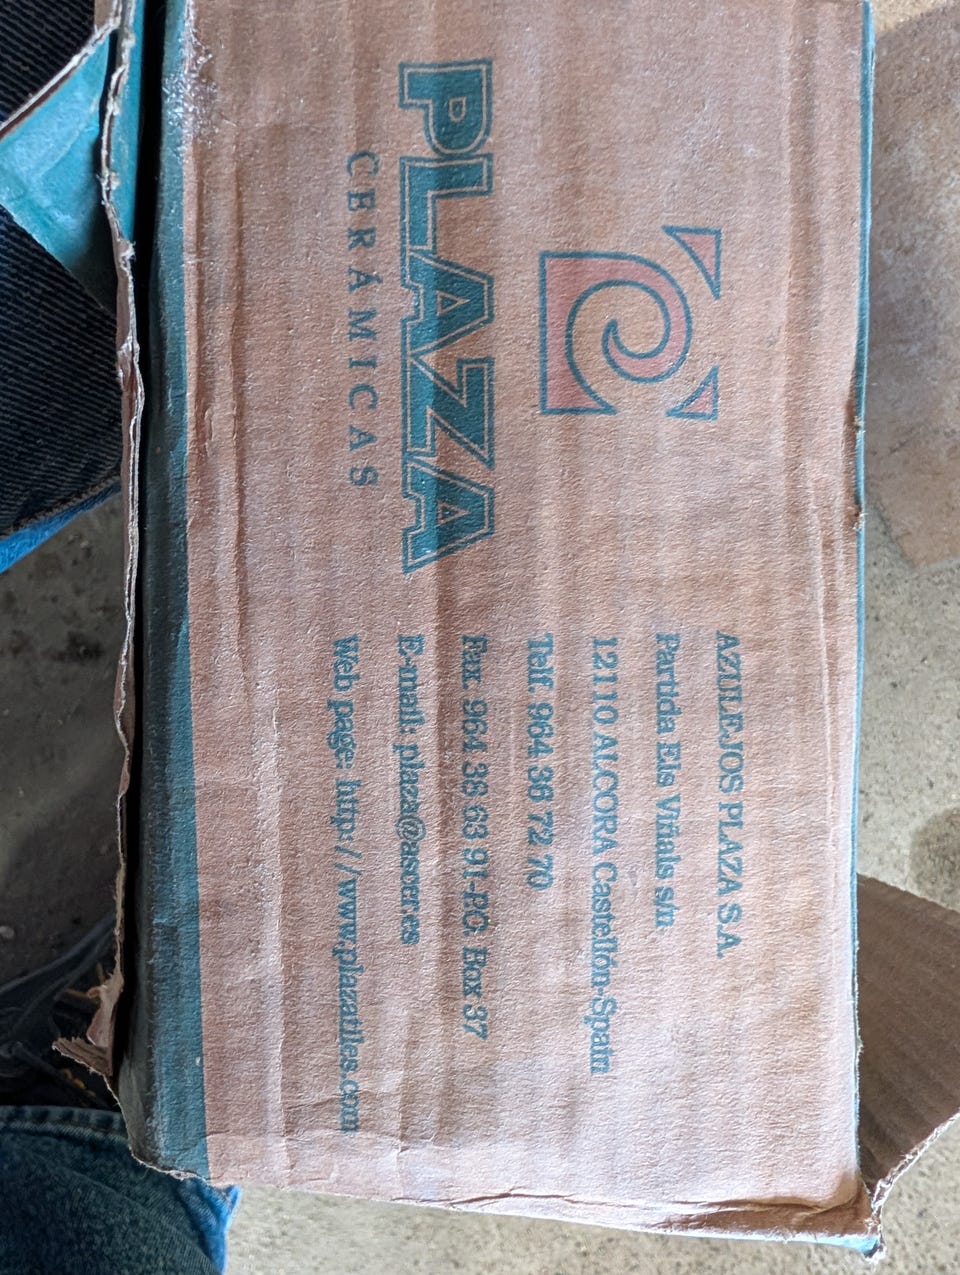 PLAZA
CERÁMICAS
AZULEJOS PLAZA S.A.
Partida Els Viñals s/n
12110 ALCORA Castellón-Spain
Telf. 964 36 72 70
Fax. 964 36 63 91-P.O. Box 37
E-mail: plaza@ascer.es
Web page: http://www.plazatiles.com